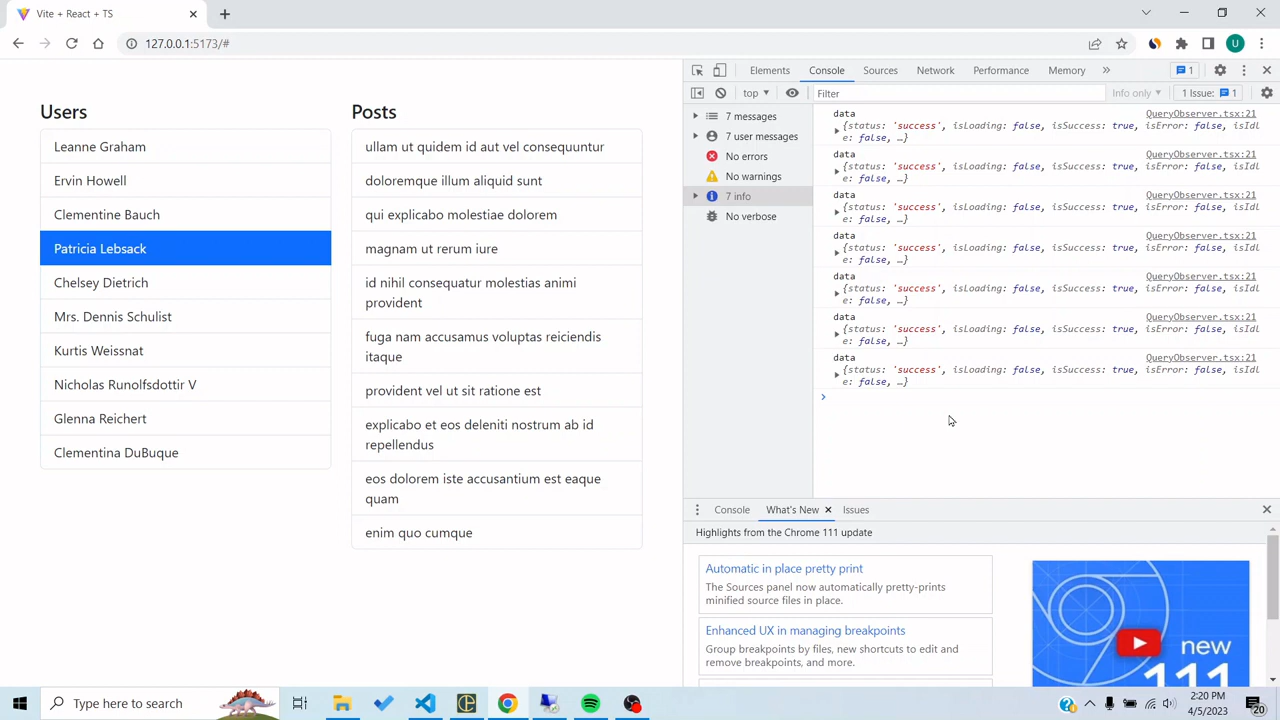 Vite + React + TS
127.0.0.1:5173/#
U
Users
Leanne Graham
Ervin Howell
Clementine Bauch
Patricia Lebsack
Chelsey Dietrich
Mrs. Dennis Schulist
Kurtis Weissnat
Nicholas Runolfsdottir V
Glenna Reichert
Clementina DuBuque
Posts
ullam ut quidem id aut vel consequuntur
doloremque illum aliquid sunt
qui explicabo molestiae dolorem
magnam ut rerum iure
id nihil consequatur molestias animi
provident
fuga nam accusamus voluptas reiciendis
itaque
provident vel ut sit ratione est
explicabo et eos deleniti nostrum ab id
repellendus
eos dolorem iste accusantium est eaque
quam
enim quo cumque
Elements Console Sources Network Performance Memory » 1
top ▾ Filter Info only ▾ 1 Issue: 1
7 messages
7 user messages
No errors
No warnings
7 info
No verbose
data QueryObserver.tsx:21
{status: 'success', isLoading: false, isSuccess: true, isError: false, isIdl
e: false, …}
data QueryObserver.tsx:21
{status: 'success', isLoading: false, isSuccess: true, isError: false, isIdl
e: false, …}
data QueryObserver.tsx:21
{status: 'success', isLoading: false, isSuccess: true, isError: false, isIdl
e: false, …}
data QueryObserver.tsx:21
{status: 'success', isLoading: false, isSuccess: true, isError: false, isIdl
e: false, …}
data QueryObserver.tsx:21
{status: 'success', isLoading: false, isSuccess: true, isError: false, isIdl
e: false, …}
data QueryObserver.tsx:21
{status: 'success', isLoading: false, isSuccess: true, isError: false, isIdl
e: false, …}
data QueryObserver.tsx:21
{status: 'success', isLoading: false, isSuccess: true, isError: false, isIdl
e: false, …}
Console What's New Issues
Highlights from the Chrome 111 update
Automatic in place pretty print
The Sources panel now automatically pretty-prints
minified source files in place.
Enhanced UX in managing breakpoints
Group breakpoints by files, new shortcuts to edit and
remove breakpoints, and more.
new
111
Type here to search
2:20 PM
4/5/2023
20